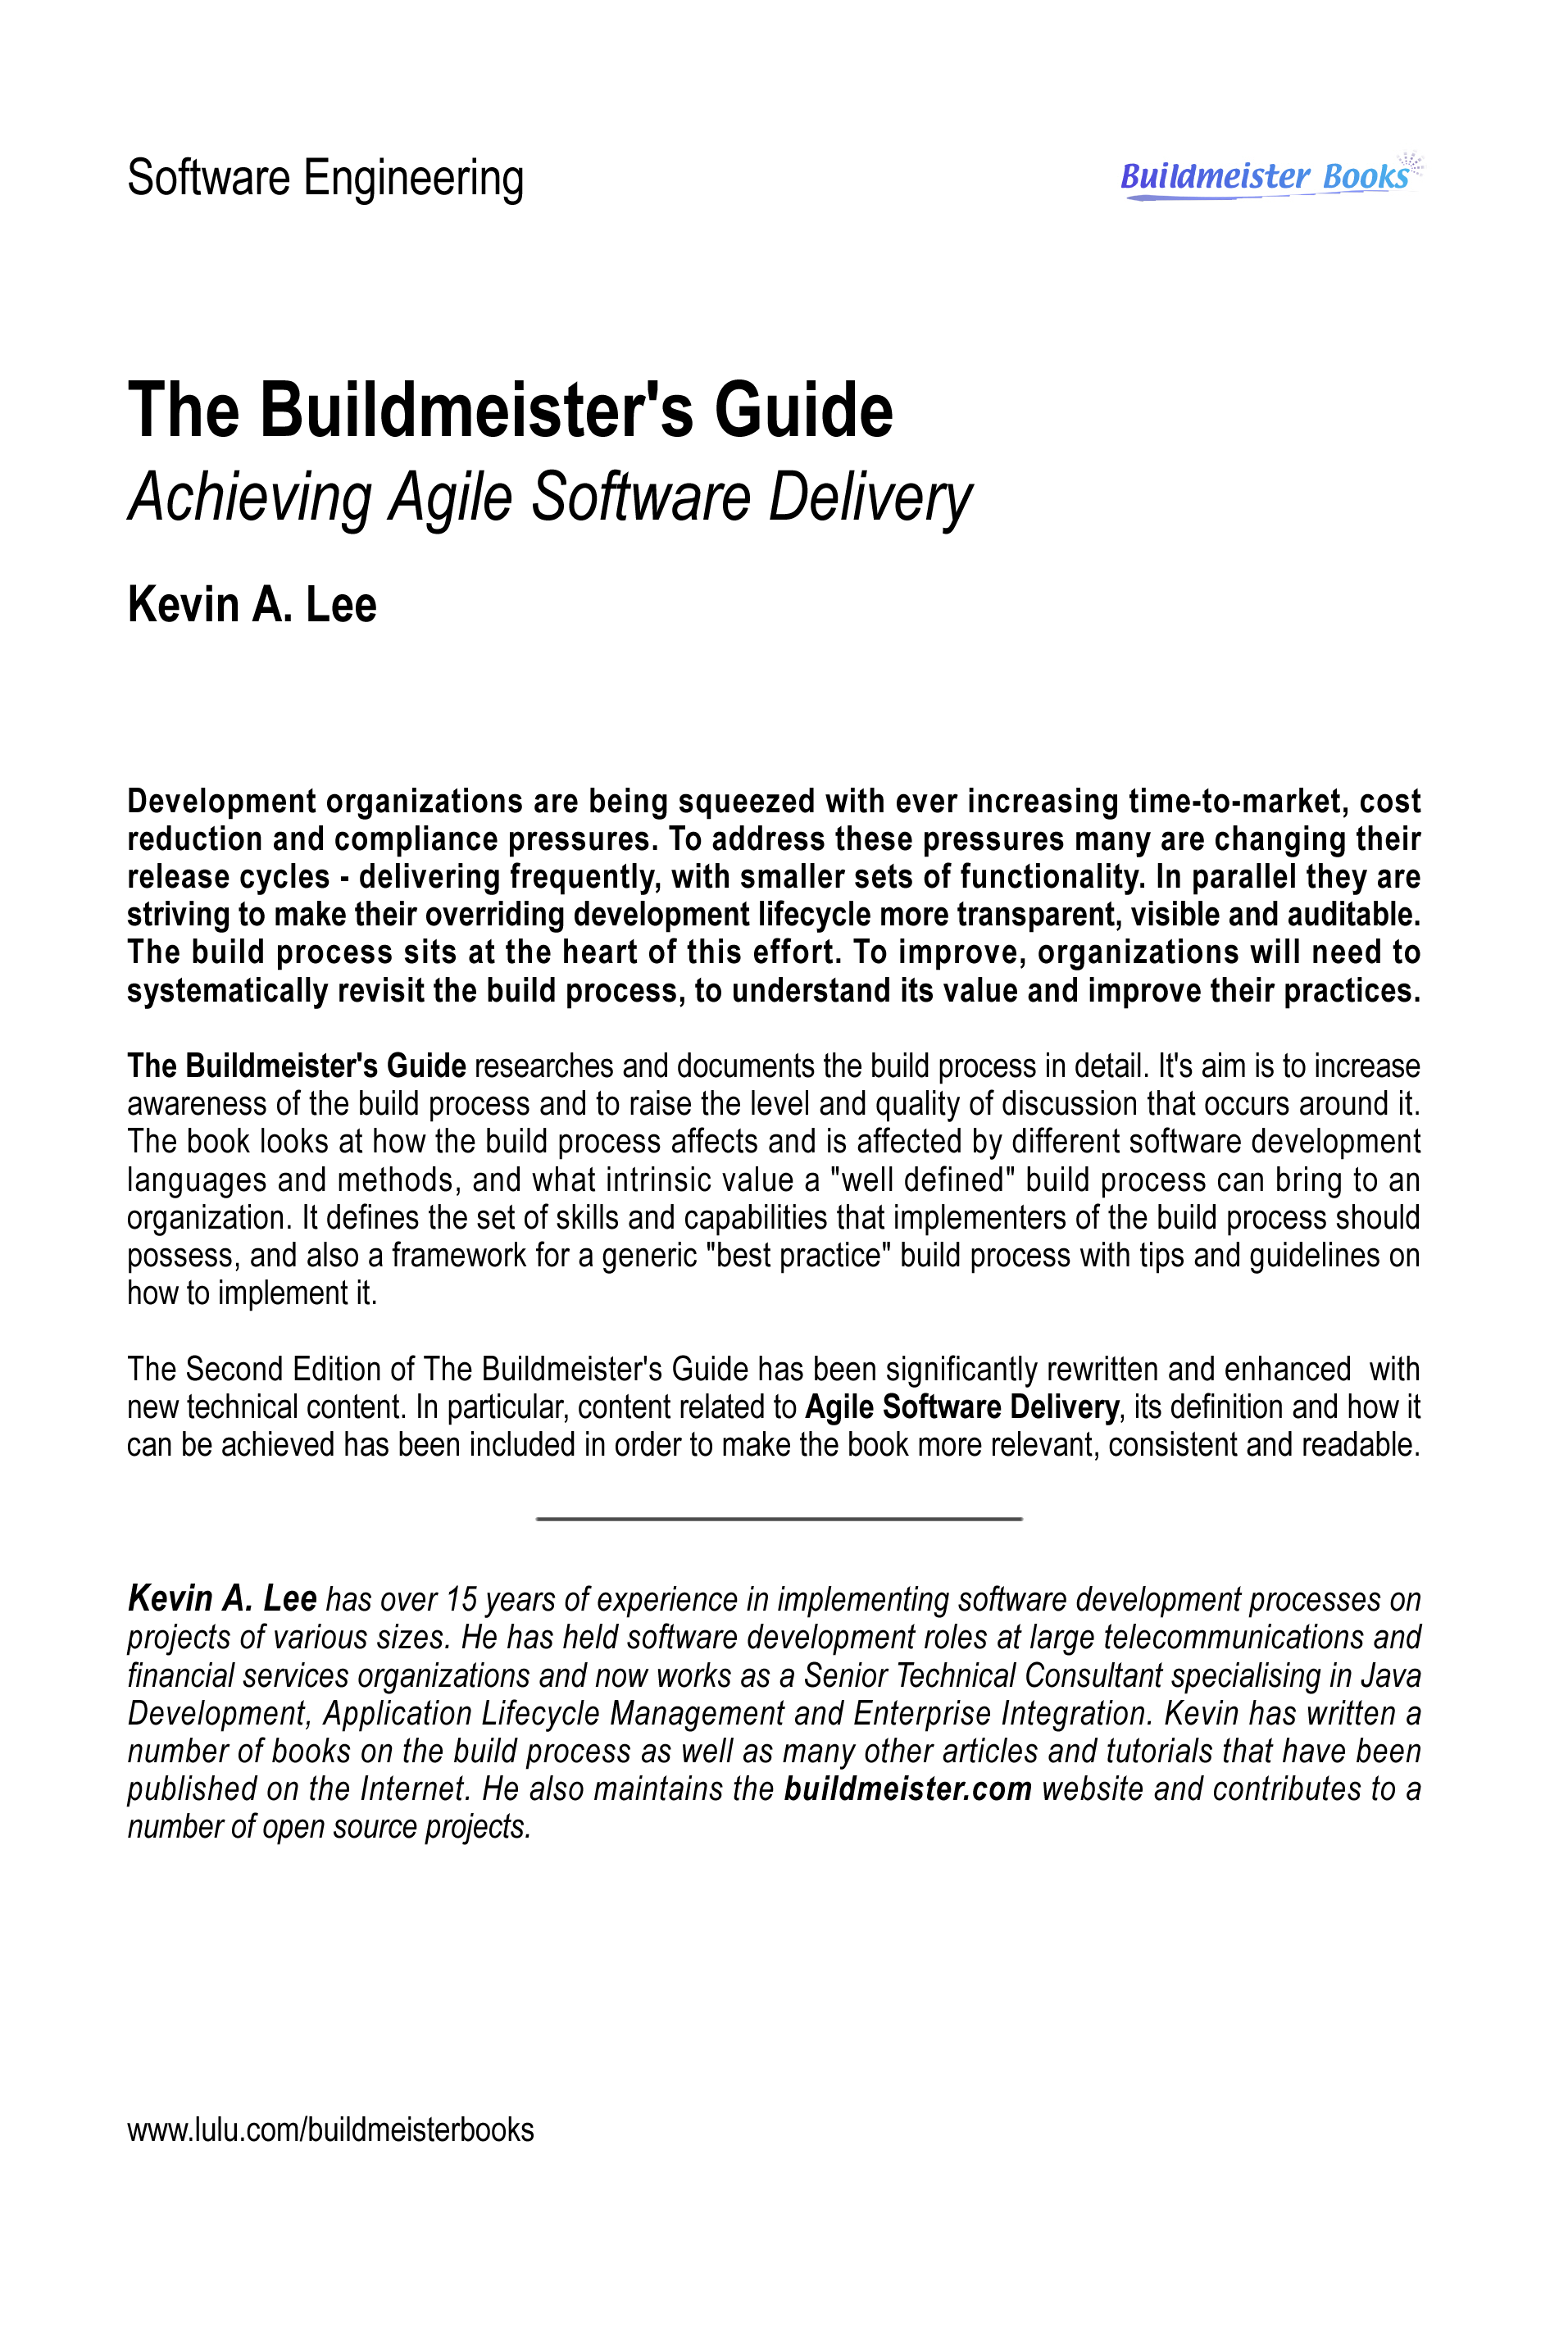 Software Engineering
Buildmeister Books
The Buildmeister's Guide
Achieving Agile Software Delivery
Kevin A. Lee
Development organizations are being squeezed with ever increasing time-to-market, cost
reduction and compliance pressures. To address these pressures many are changing their
release cycles - delivering frequently, with smaller sets of functionality. In parallel they are
striving to make their overriding development lifecycle more transparent, visible and auditable.
The build process sits at the heart of this effort. To improve, organizations will need to
systematically revisit the build process, to understand its value and improve their practices.
The Buildmeister's Guide researches and documents the build process in detail. It's aim is to increase
awareness of the build process and to raise the level and quality of discussion that occurs around it.
The book looks at how the build process affects and is affected by different software development
languages and methods, and what intrinsic value a "well defined" build process can bring to an
organization. It defines the set of skills and capabilities that implementers of the build process should
possess, and also a framework for a generic "best practice" build process with tips and guidelines on
how to implement it.
The Second Edition of The Buildmeister's Guide has been significantly rewritten and enhanced  with
new technical content. In particular, content related to Agile Software Delivery, its definition and how it
can be achieved has been included in order to make the book more relevant, consistent and readable.
Kevin A. Lee has over 15 years of experience in implementing software development processes on
projects of various sizes. He has held software development roles at large telecommunications and
financial services organizations and now works as a Senior Technical Consultant specialising in Java
Development, Application Lifecycle Management and Enterprise Integration. Kevin has written a
number of books on the build process as well as many other articles and tutorials that have been
published on the Internet. He also maintains the buildmeister.com website and contributes to a
number of open source projects.
www.lulu.com/buildmeisterbooks